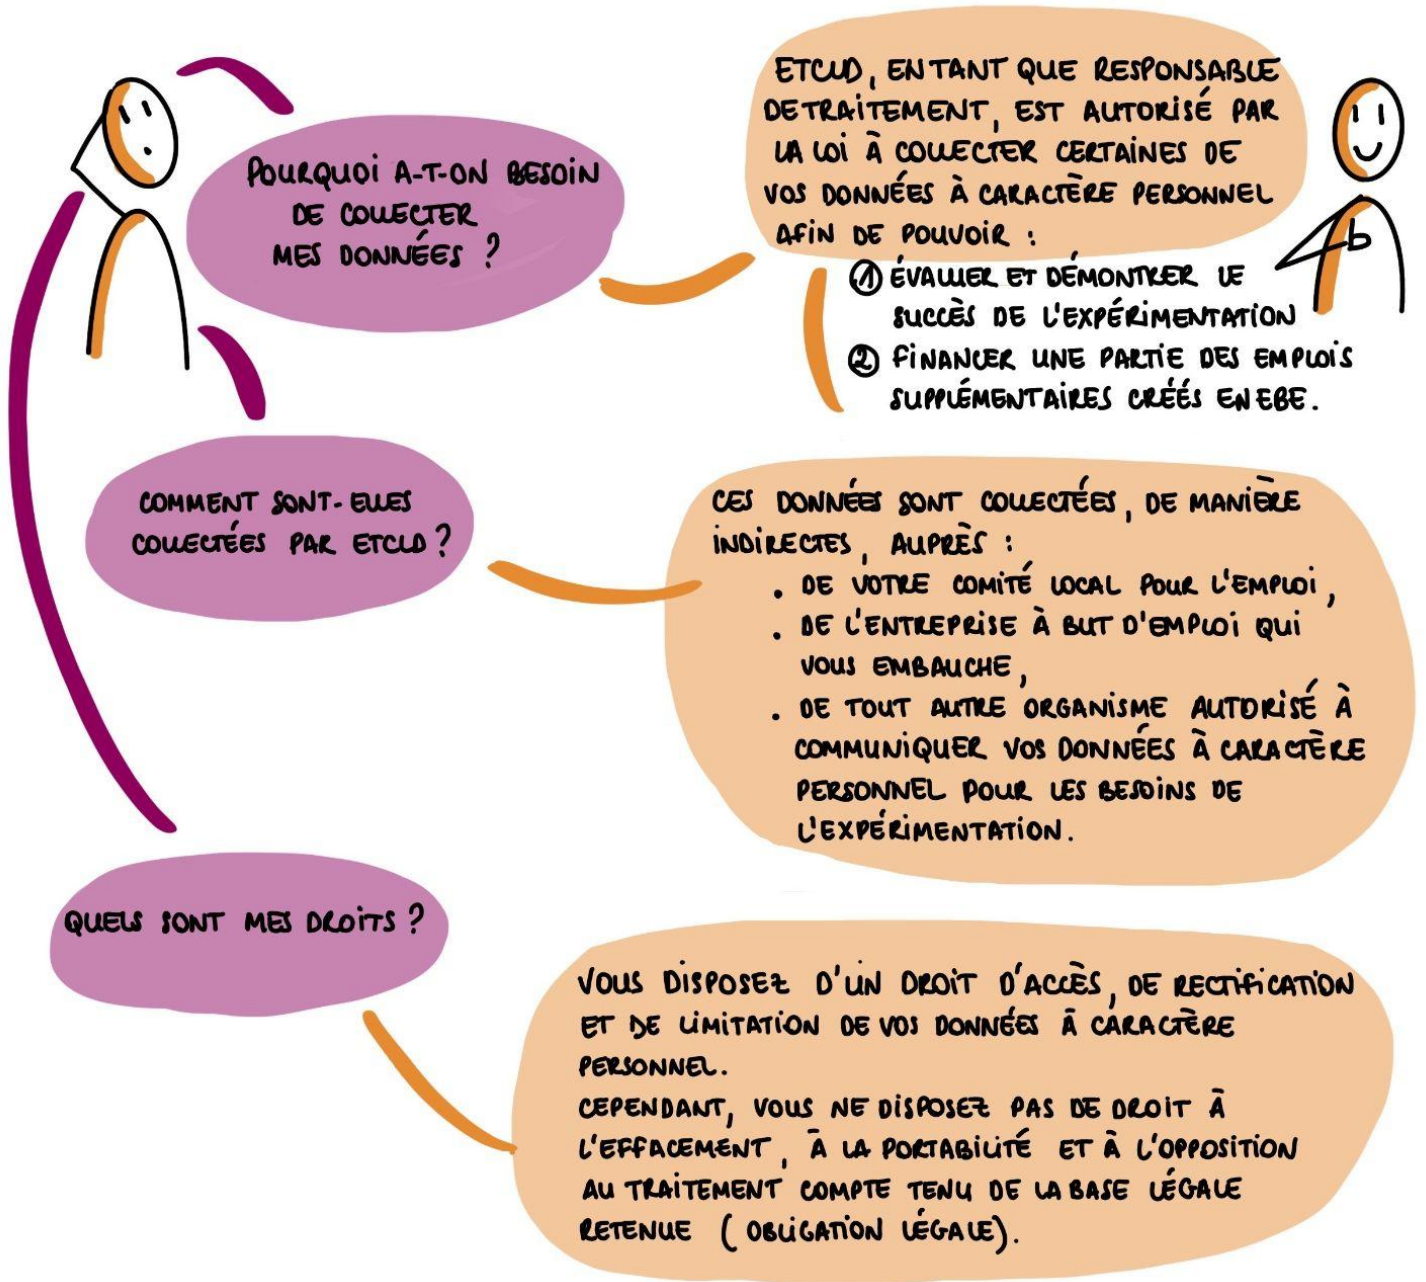 POURQUOI A-T-ON BESOIN
DE COLLECTER
MES DONNÉES ?
ETCLD, EN TANT QUE RESPONSABLE
DE TRAITEMENT, EST AUTORISÉ PAR
LA LOI À COLLECTER CERTAINES DE
VOS DONNÉES À CARACTÈRE PERSONNEL
AFIN DE POUVOIR :
① ÉVALUER ET DÉMONTRER LE
SUCCÈS DE L'EXPÉRIMENTATION
② FINANCER UNE PARTIE DES EMPLOIS
SUPPLÉMENTAIRES CRÉÉS EN EBE.
COMMENT SONT-ELLES
COLLECTÉES PAR ETCLD ?
CES DONNÉES SONT COLLECTÉES, DE MANIÈRE
INDIRECTES, AUPRÈS :
. DE VOTRE COMITÉ LOCAL POUR L'EMPLOI,
. DE L'ENTREPRISE À BUT D'EMPLOI QUI
VOUS EMBAUCHE,
. DE TOUT AUTRE ORGANISME AUTORISÉ À
COMMUNIQUER VOS DONNÉES À CARACTÈRE
PERSONNEL POUR LES BESOINS DE
L'EXPÉRIMENTATION.
QUELS SONT MES DROITS ?
VOUS DISPOSEZ D'UN DROIT D'ACCÈS, DE RECTIFICATION
ET DE LIMITATION DE VOS DONNÉES À CARACTÈRE
PERSONNEL.
CEPENDANT, VOUS NE DISPOSEZ PAS DE DROIT À
L'EFFACEMENT, À LA PORTABILITÉ ET À L'OPPOSITION
AU TRAITEMENT COMPTE TENU DE LA BASE LÉGALE
RETENUE (OBLIGATION LÉGALE).